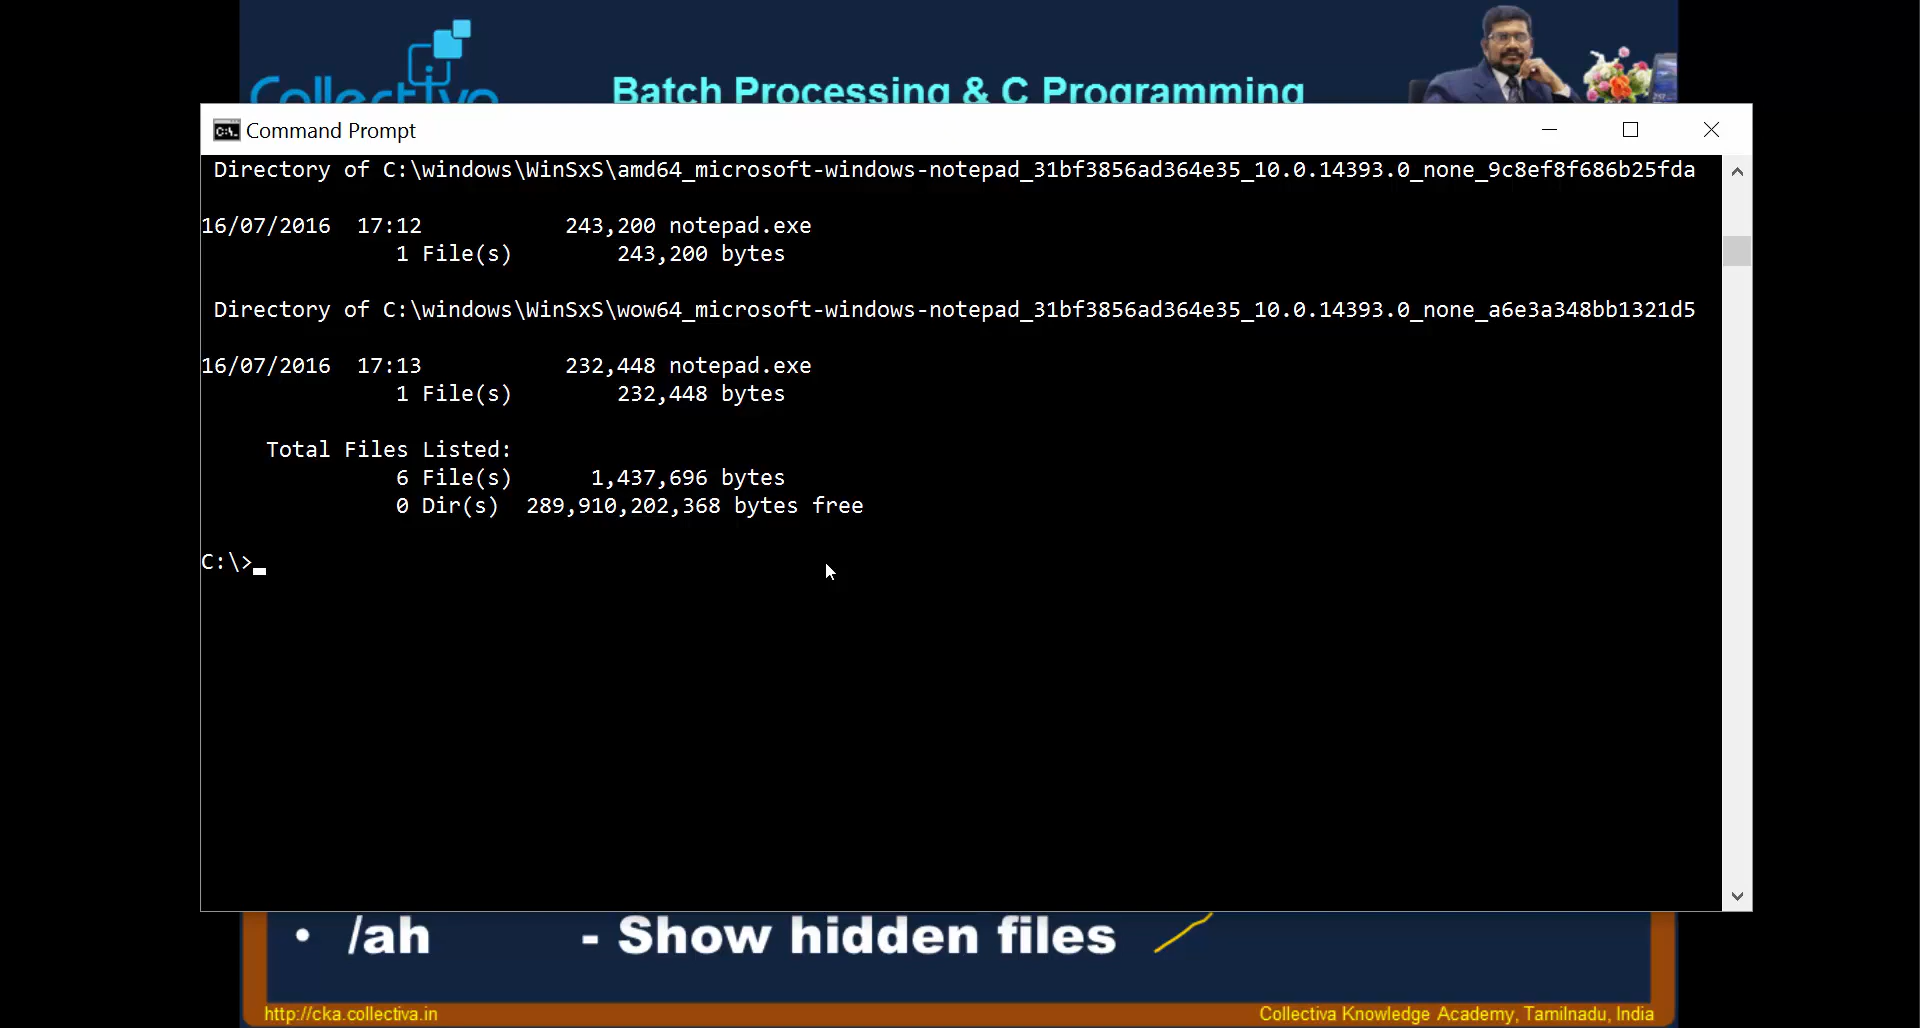 Collectiva
Batch Processing & C Programming
Command Prompt
Directory of C:\windows\WinSxS\amd64_microsoft-windows-notepad_31bf3856ad364e35_10.0.14393.0_none_9c8ef8f686b25fda
16/07/2016  17:12           243,200 notepad.exe
1 File(s)        243,200 bytes
Directory of C:\windows\WinSxS\wow64_microsoft-windows-notepad_31bf3856ad364e35_10.0.14393.0_none_a6e3a348bb1321d5
16/07/2016  17:13           232,448 notepad.exe
1 File(s)        232,448 bytes
Total Files Listed:
6 File(s)      1,437,696 bytes
0 Dir(s)  289,910,202,368 bytes free
C:\>
• /ah - Show hidden files
http://cka.collectiva.in
Collectiva Knowledge Academy, Tamilnadu, India